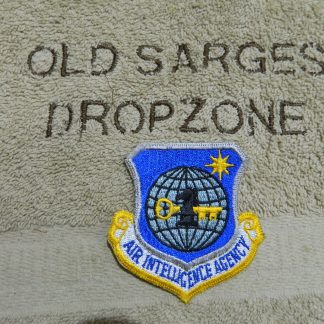 OLD SARGES
DROPZONE
AIR INTELLIGENCE AGENCY